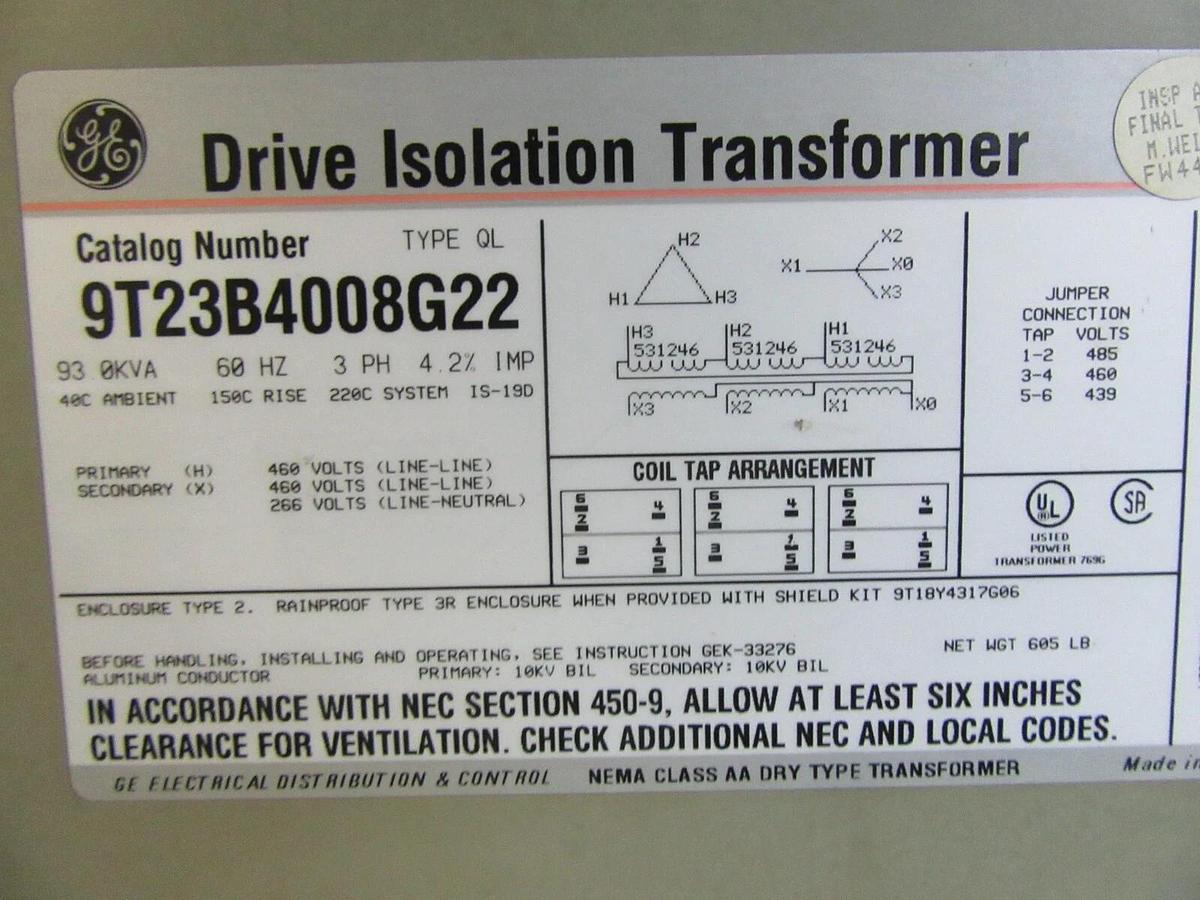 GE
Drive Isolation Transformer
INSP
FINAL
FW44
Catalog Number TYPE QL
9T23B4008G22
93.0KVA 60 HZ 3 PH 4.2% IMP
40C AMBIENT 150C RISE 220C SYSTEM IS-19D
PRIMARY (H) 460 VOLTS (LINE-LINE)
SECONDARY (X) 460 VOLTS (LINE-LINE)
266 VOLTS (LINE-NEUTRAL)
H2
H1 H3
X2
X1 X0
X3
H3 H2 H1
531246 531246 531246
X3 X2 X1 X0
COIL TAP ARRANGEMENT
6 4 6 4 6 4
2 2 2
3 1 3 1 3 1
5 5 5
JUMPER
CONNECTION
TAP VOLTS
1-2 485
3-4 460
5-6 439
UL SA
LISTED
POWER
TRANSFORMER 769G
ENCLOSURE TYPE 2. RAINPROOF TYPE 3R ENCLOSURE WHEN PROVIDED WITH SHIELD KIT 9T18Y4317G06
BEFORE HANDLING, INSTALLING AND OPERATING, SEE INSTRUCTION GEK-33276 NET WGT 605 LB
ALUMINUM CONDUCTOR PRIMARY: 10KV BIL SECONDARY: 10KV BIL
IN ACCORDANCE WITH NEC SECTION 450-9, ALLOW AT LEAST SIX INCHES
CLEARANCE FOR VENTILATION. CHECK ADDITIONAL NEC AND LOCAL CODES.
GE ELECTRICAL DISTRIBUTION & CONTROL NEMA CLASS AA DRY TYPE TRANSFORMER Made in